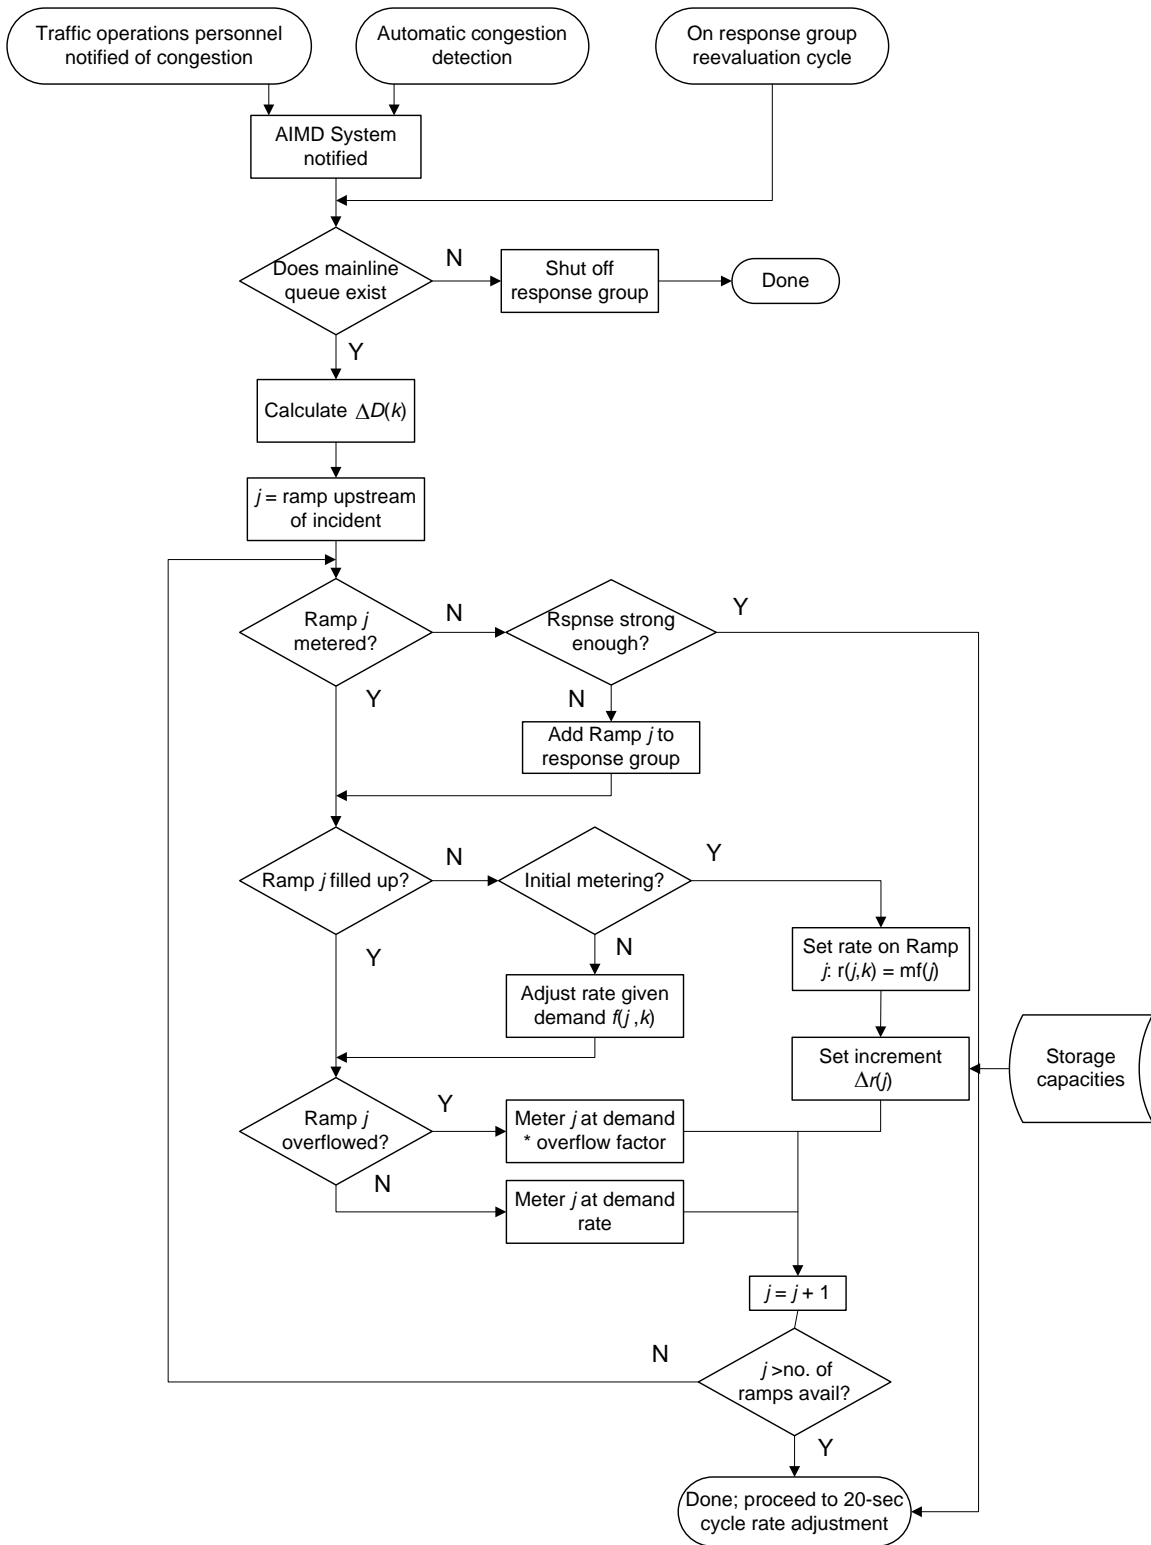 Traffic operations personnel
notified of congestion
Automatic congestion
detection
On response group
reevaluation cycle
AIMD System
notified
Does mainline
queue exist
N
Shut off
response group
Done
Y
Calculate ΔD(k)
j = ramp upstream
of incident
Ramp j
metered?
N
Rspnse strong
enough?
Y
Y
N
Add Ramp j to
response group
Ramp j filled up?
N
Initial metering?
Y
Y
N
Set rate on Ramp
j: r(j,k) = mf(j)
Adjust rate given
demand f(j ,k)
Set increment
Δr(j)
Storage
capacities
Ramp j
overflowed?
Y
Meter j at demand
* overflow factor
N
Meter j at demand
rate
j = j + 1
N
j >no. of
ramps avail?
Y
Done; proceed to 20-sec
cycle rate adjustment